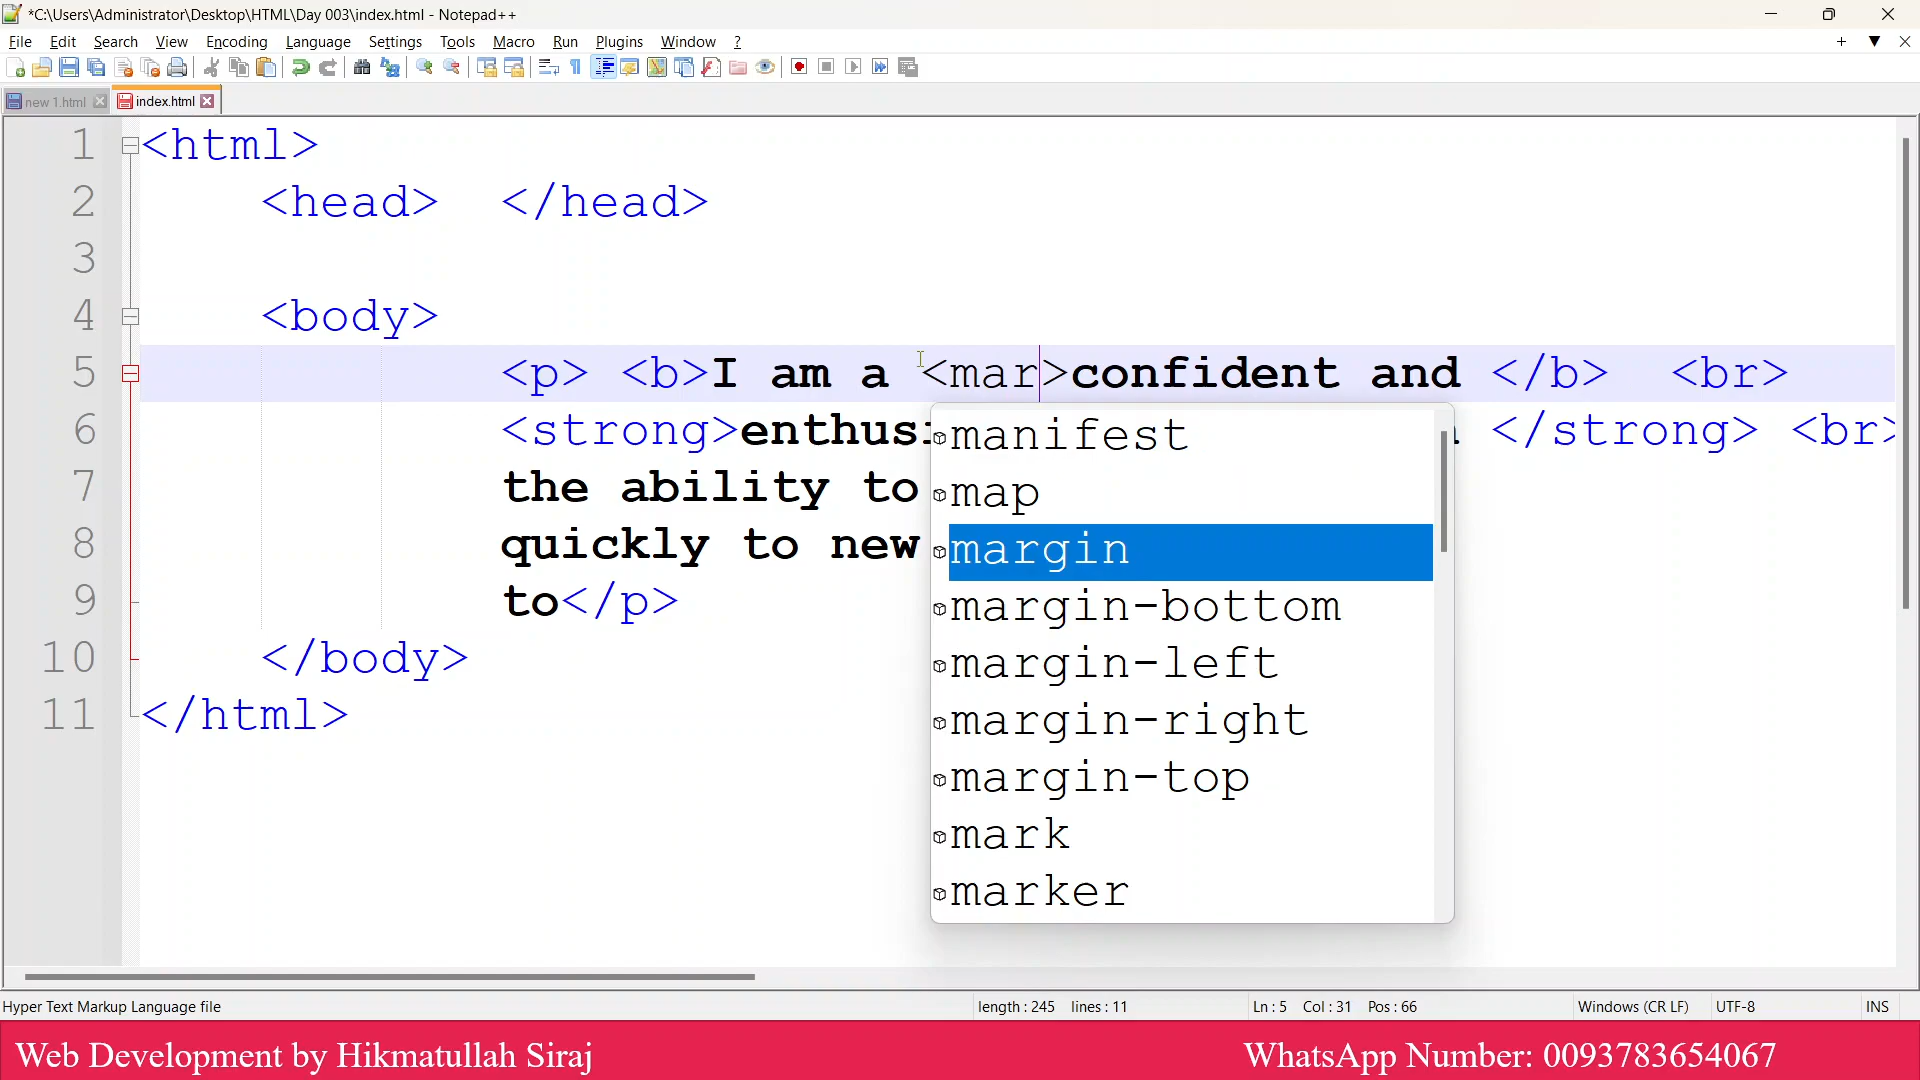 *C:\Users\Administrator\Desktop\HTML\Day 003\index.html - Notepad++
File Edit Search View Encoding Language Settings Tools Macro Run Plugins Window ?
new 1.html index.html
1 <html>
2 <head> </head>
3
4 <body>
5 <p> <b>I am a <mar>confident and </b> <br>
6 <strong>enthusi </strong> <br>
7 the ability to
8 quickly to new
9 to</p>
10 </body>
11 </html>
manifest
map
margin
margin-bottom
margin-left
margin-right
margin-top
mark
marker
Hyper Text Markup Language file length : 245 lines : 11 Ln : 5 Col : 31 Pos : 66 Windows (CR LF) UTF-8 INS
Web Development by Hikmatullah Siraj WhatsApp Number: 0093783654067